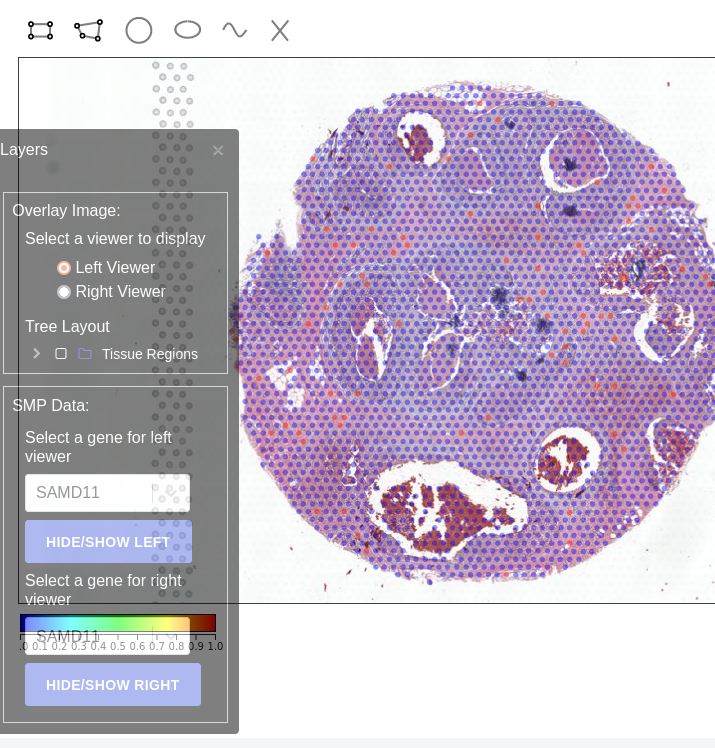 Layers ×
Overlay Image:
Select a viewer to display
Left Viewer
Right Viewer
Tree Layout
Tissue Regions
SMP Data:
Select a gene for left
viewer
SAMD11
HIDE/SHOW LEFT
Select a gene for right
viewer
SAMD11
.0 0.1 0.2 0.3 0.4 0.5 0.6 0.7 0.8 0.9 1.0
HIDE/SHOW RIGHT